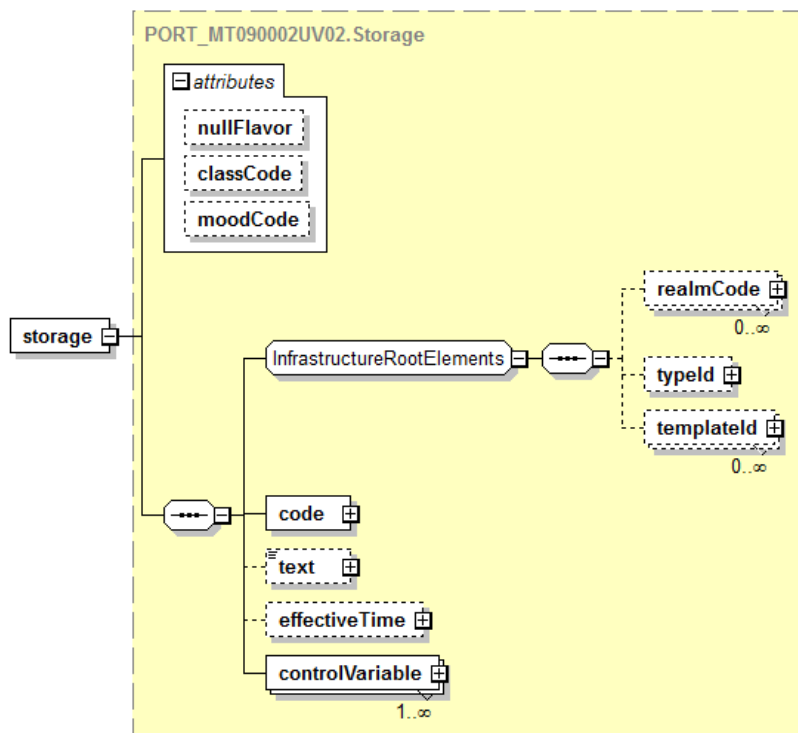 PORT_MT090002UV02.Storage
attributes
nullFlavor
classCode
moodCode
storage
InfrastructureRootElements
realmCode
0..∞
typeId
templateId
0..∞
code
text
effectiveTime
controlVariable
1..∞